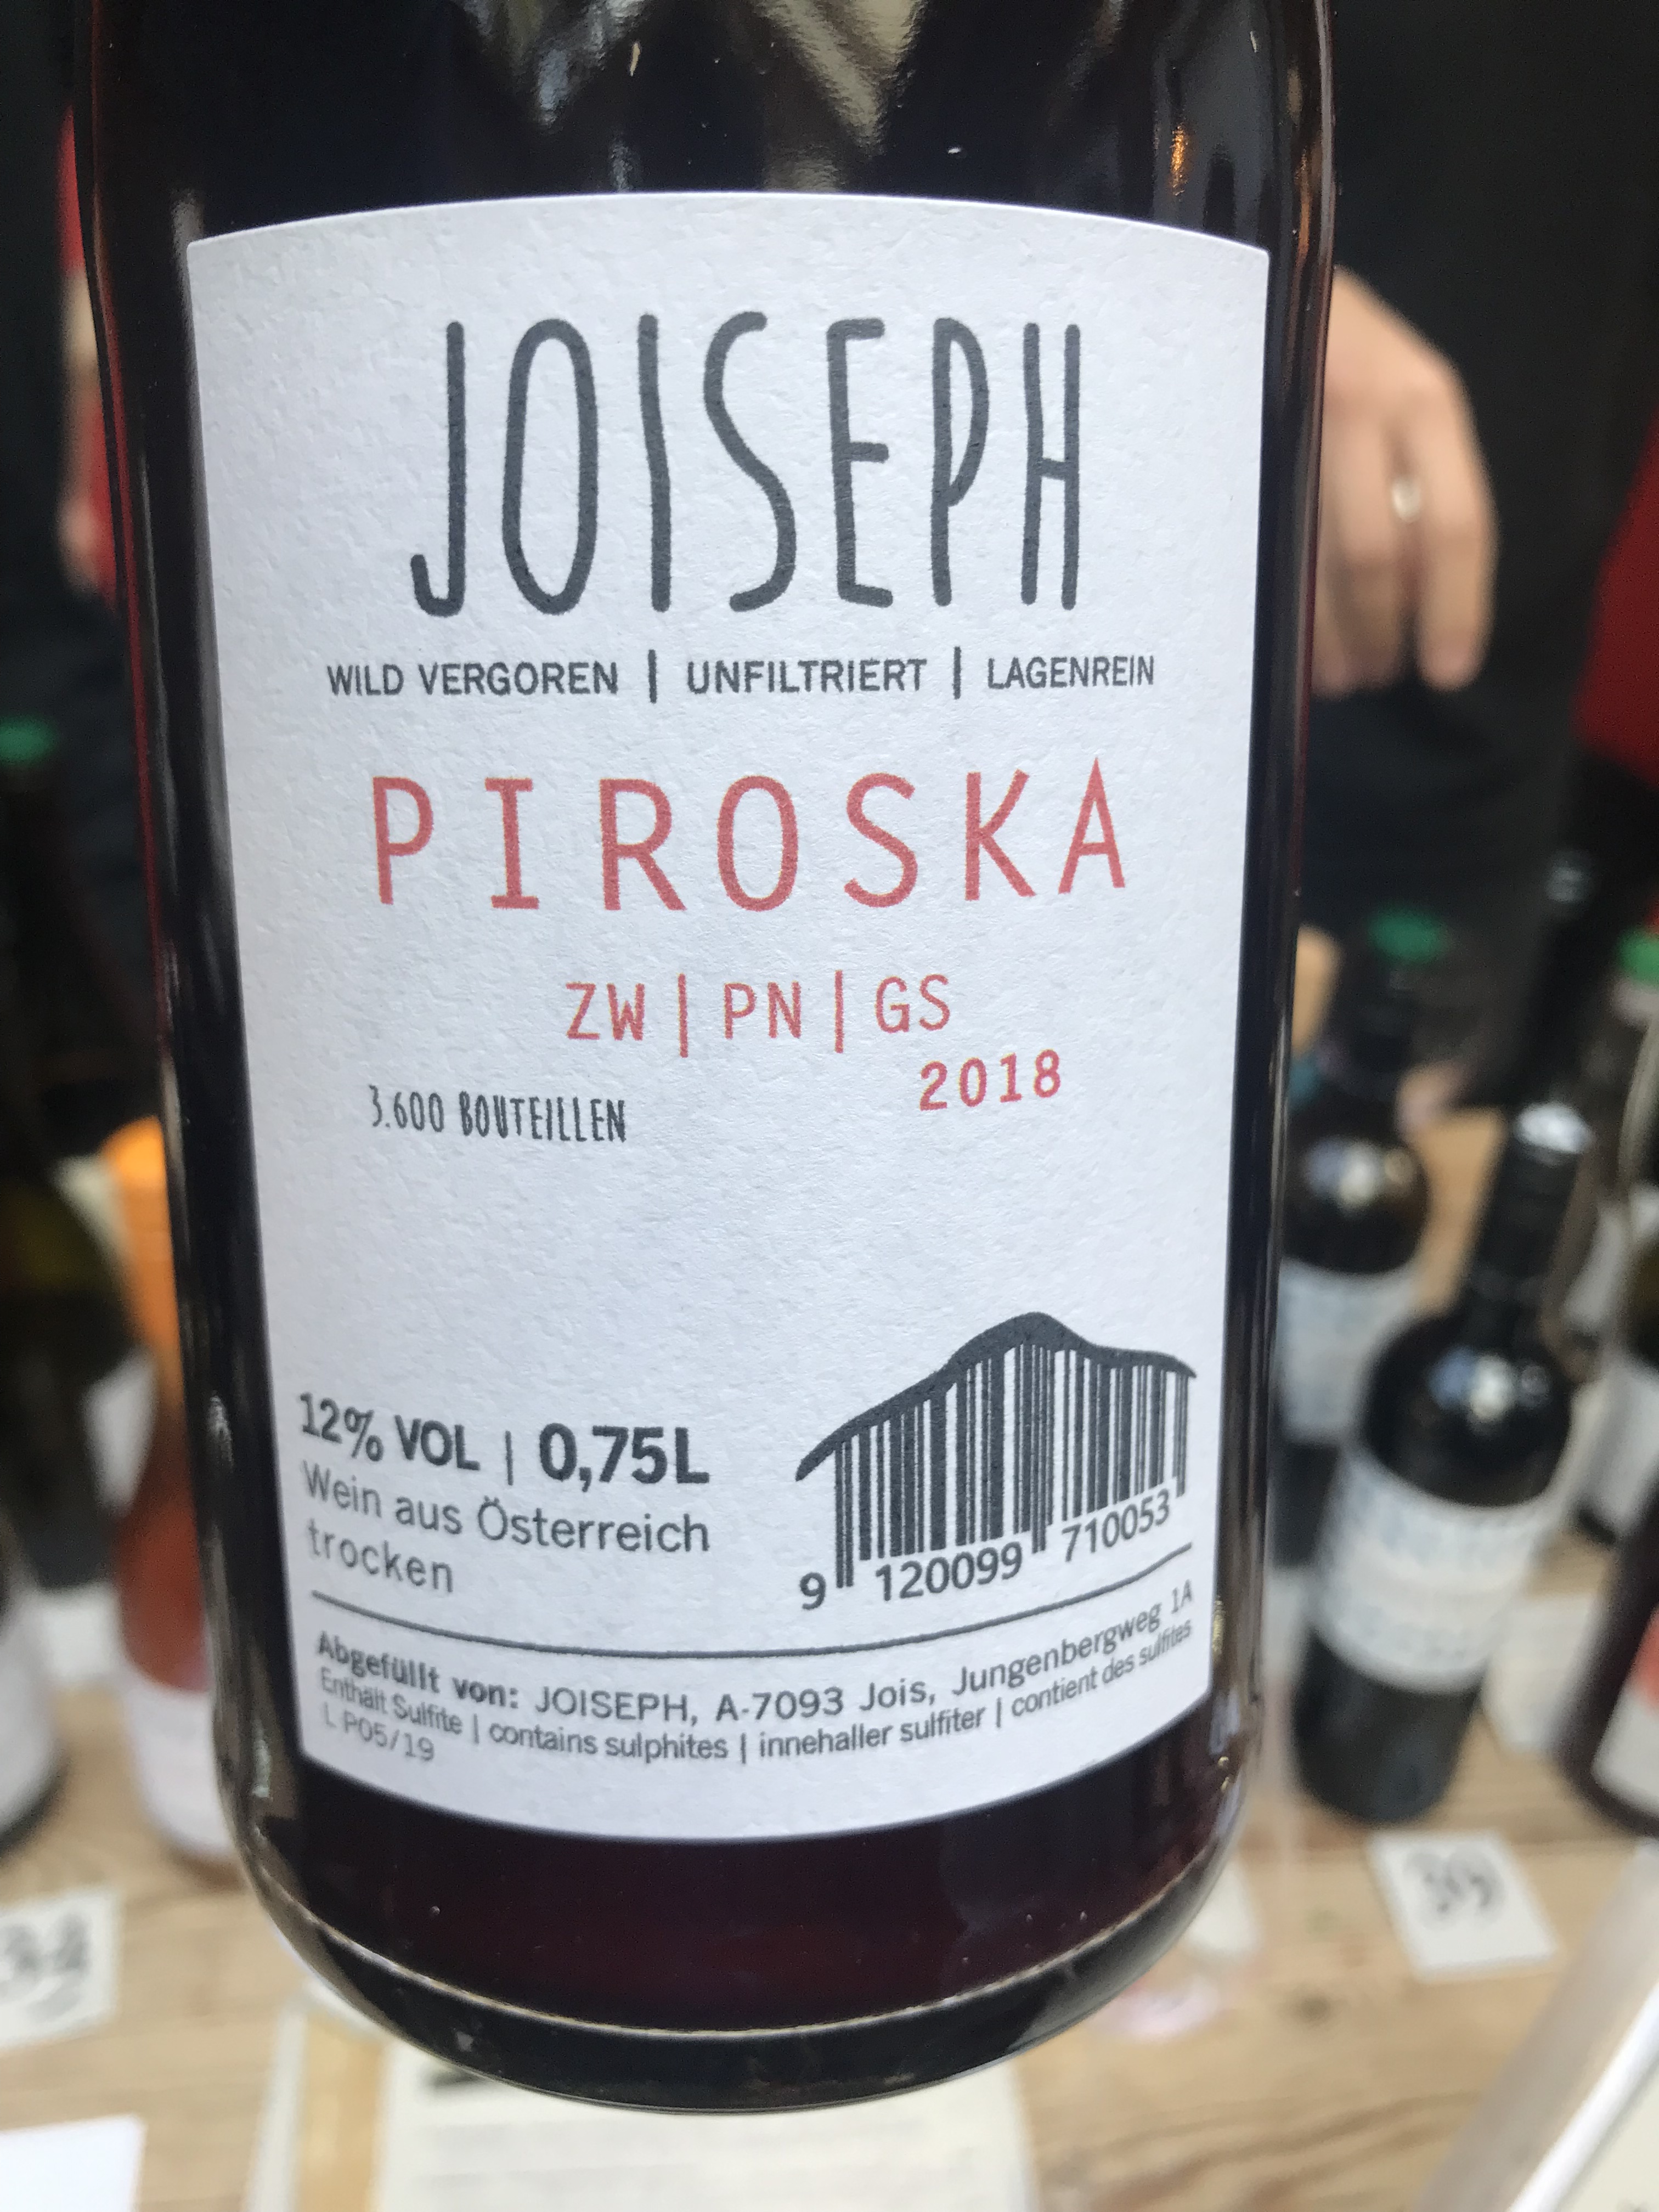 JOISEPH
WILD VERGOREN | UNFILTRIERT | LAGENREIN
PIROSKA
ZW | PN | GS
2018
3.600 BOUTEILLEN
12% VOL | 0,75L
Wein aus Österreich
trocken
9 120099 710053
Abgefüllt von: JOISEPH, A-7093 Jois, Jungenbergweg 1A
Enthält Sulfite | contains sulphites | innehaller sulfiter | contient des sulfites
L P05/19
34
39